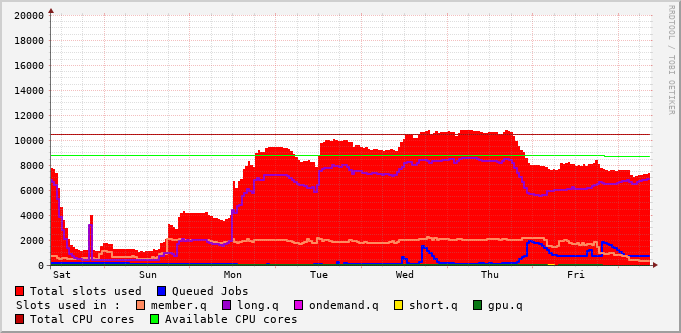 20000
18000
16000
14000
12000
10000
8000
6000
4000
2000
0
Sat Sun Mon Tue Wed Thu Fri
RRDTOOL / TOBI OETIKER
Total slots used Queued Jobs
Slots used in : member.q long.q ondemand.q short.q gpu.q
Total CPU cores Available CPU cores